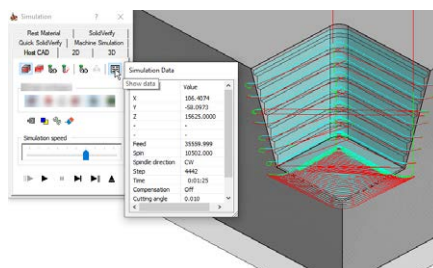 Simulation ? ×
Rest Material SolidVerify
Quick SolidVerify Machine Simulation
Host CAD 2D 3D
Show data
Simulation speed
Simulation Data
Value
X 106.4074
Y -58.0973
Z 15625.0000
- -
- -
- -
Feed 35559.999
Spin 10502.000
Spindle direction CW
Step 4442
Time 0:01:25
Compensation Off
Cutting angle 0.010